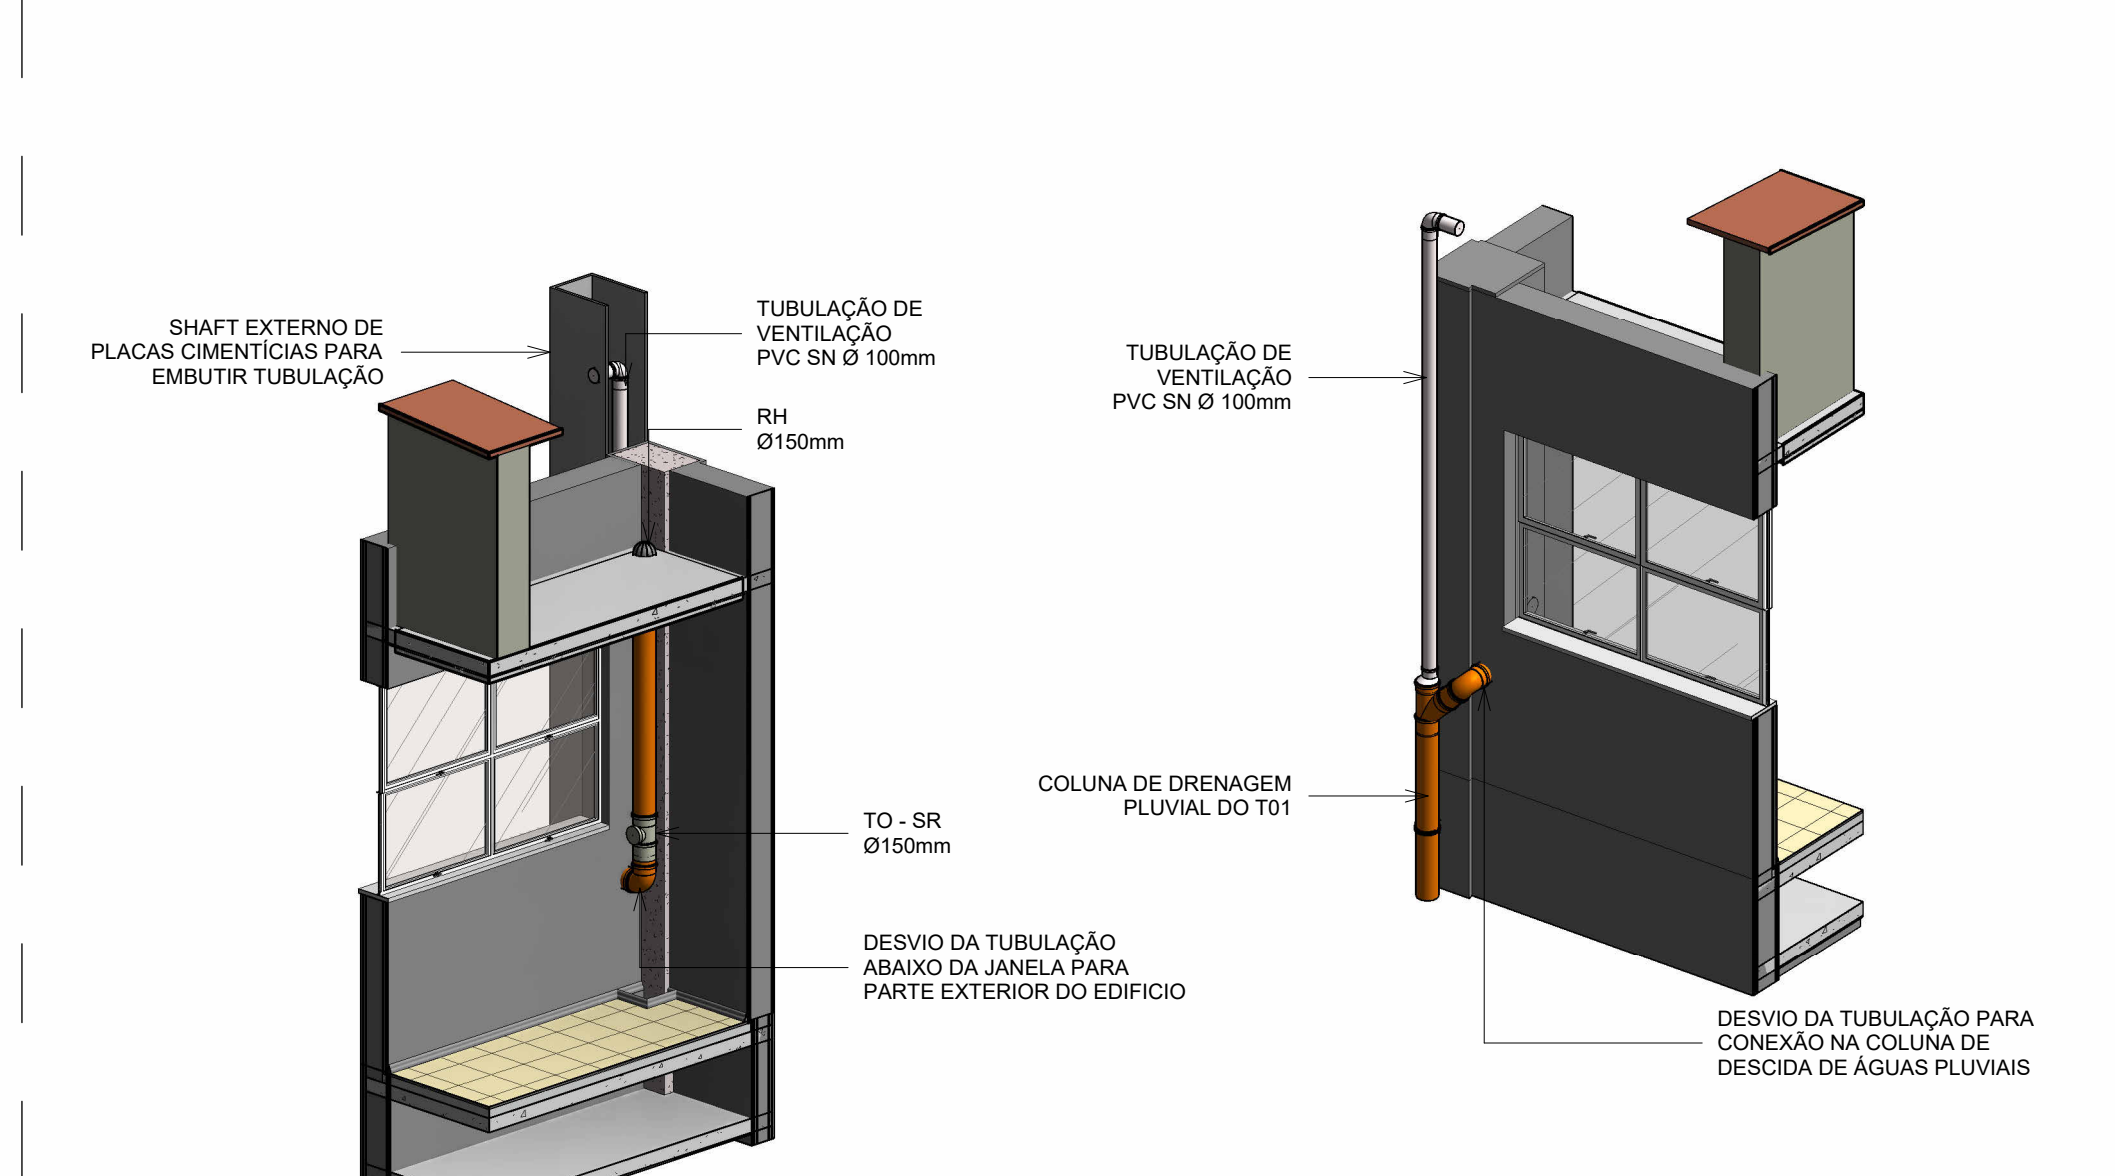 SHAFT EXTERNO DE
PLACAS CIMENTÍCIAS PARA
EMBUTIR TUBULAÇÃO
TUBULAÇÃO DE
VENTILAÇÃO
PVC SN Ø 100mm
RH
Ø150mm
TO - SR
Ø150mm
DESVIO DA TUBULAÇÃO
ABAIXO DA JANELA PARA
PARTE EXTERIOR DO EDIFICIO
TUBULAÇÃO DE
VENTILAÇÃO
PVC SN Ø 100mm
COLUNA DE DRENAGEM
PLUVIAL DO T01
DESVIO DA TUBULAÇÃO PARA
CONEXÃO NA COLUNA DE
DESCIDA DE ÁGUAS PLUVIAIS